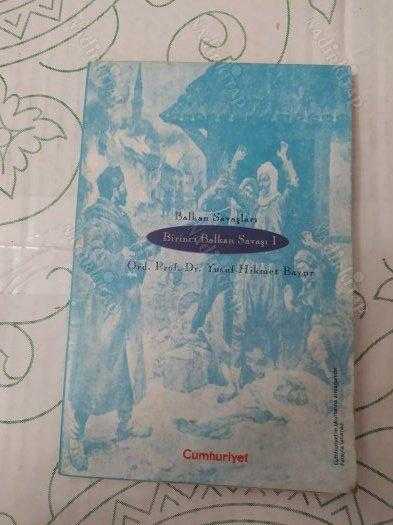 Balkan Savaşları
Birinci Balkan Savaşı I
Ord. Prof. Dr. Yusuf Hikmet Bayur
Cumhuriyet